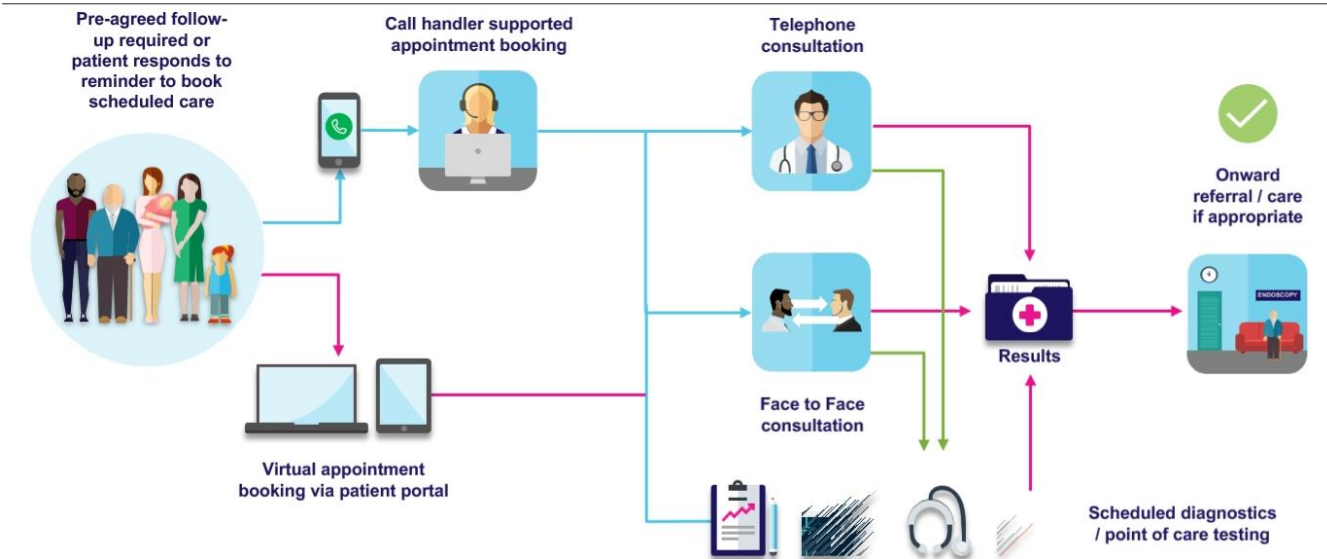 Pre-agreed follow-
up required or
patient responds to
reminder to book
scheduled care
Call handler supported
appointment booking
Telephone
consultation
Onward
referral / care
if appropriate
ENDOSCOPY
Results
Face to Face
consultation
Virtual appointment
booking via patient portal
Scheduled diagnostics
/ point of care testing